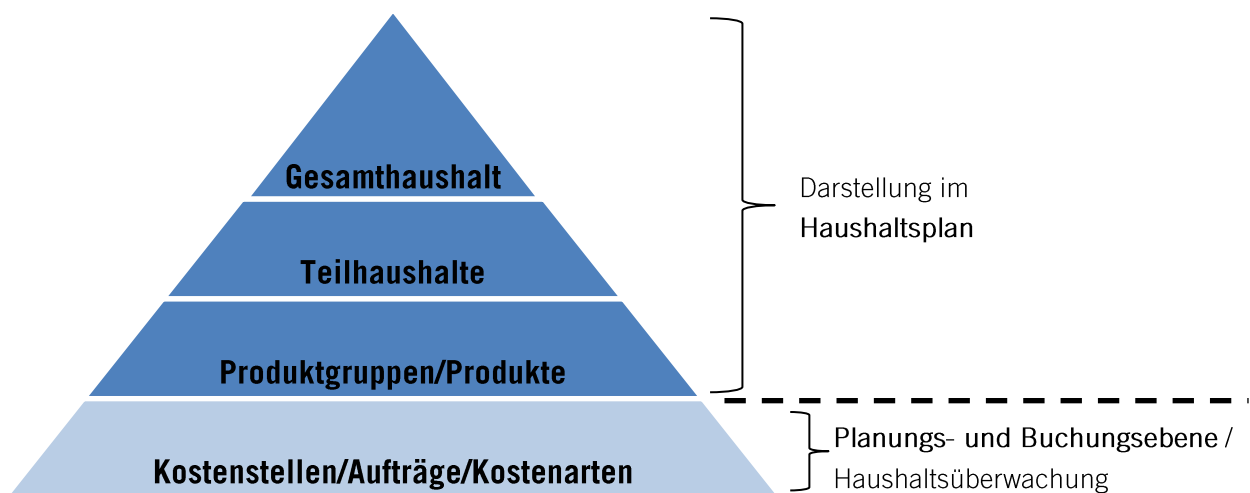 Gesamthaushalt
Teilhaushalte
Produktgruppen/Produkte
Kostenstellen/Aufträge/Kostenarten
Darstellung im
Haushaltsplan
Planungs- und Buchungsebene /
Haushaltsüberwachung